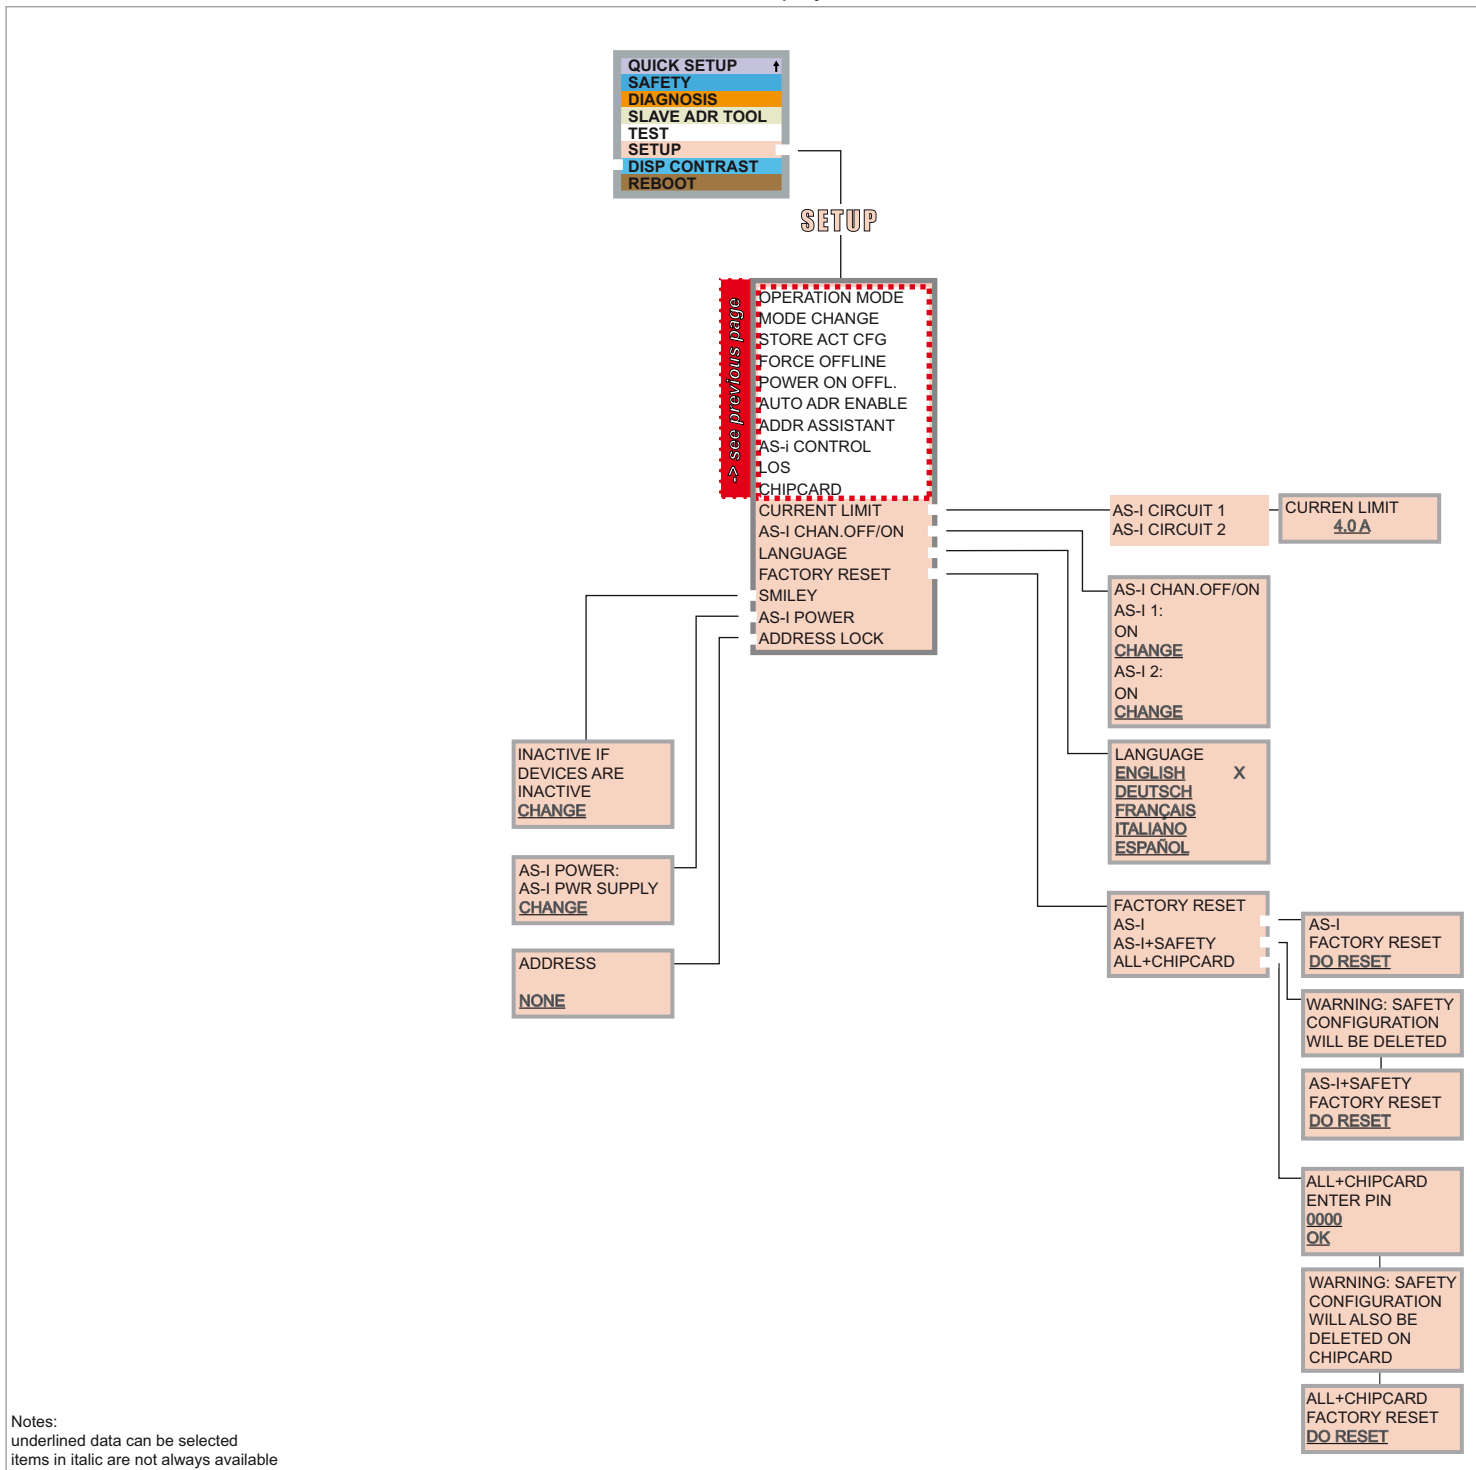 QUICK SETUP
SAFETY
DIAGNOSIS
SLAVE ADR TOOL
TEST
SETUP
DISP CONTRAST
REBOOT
SETUP
-> see previous page
OPERATION MODE
MODE CHANGE
STORE ACT CFG
FORCE OFFLINE
POWER ON OFFL.
AUTO ADR ENABLE
ADDR ASSISTANT
AS-i CONTROL
LOS
CHIPCARD
CURRENT LIMIT
AS-I CHAN.OFF/ON
LANGUAGE
FACTORY RESET
SMILEY
AS-I POWER
ADDRESS LOCK
AS-I CIRCUIT 1
AS-I CIRCUIT 2
CURREN LIMIT
4.0 A
AS-I CHAN.OFF/ON
AS-I 1:
ON
CHANGE
AS-I 2:
ON
CHANGE
LANGUAGE
ENGLISH X
DEUTSCH
FRANÇAIS
ITALIANO
ESPAÑOL
INACTIVE IF
DEVICES ARE
INACTIVE
CHANGE
AS-I POWER:
AS-I PWR SUPPLY
CHANGE
ADDRESS
NONE
FACTORY RESET
AS-I
AS-I+SAFETY
ALL+CHIPCARD
AS-I
FACTORY RESET
DO RESET
WARNING: SAFETY
CONFIGURATION
WILL BE DELETED
AS-I+SAFETY
FACTORY RESET
DO RESET
ALL+CHIPCARD
ENTER PIN
0000
OK
WARNING: SAFETY
CONFIGURATION
WILL ALSO BE
DELETED ON
CHIPCARD
ALL+CHIPCARD
FACTORY RESET
DO RESET
Notes:
underlined data can be selected
items in italic are not always available